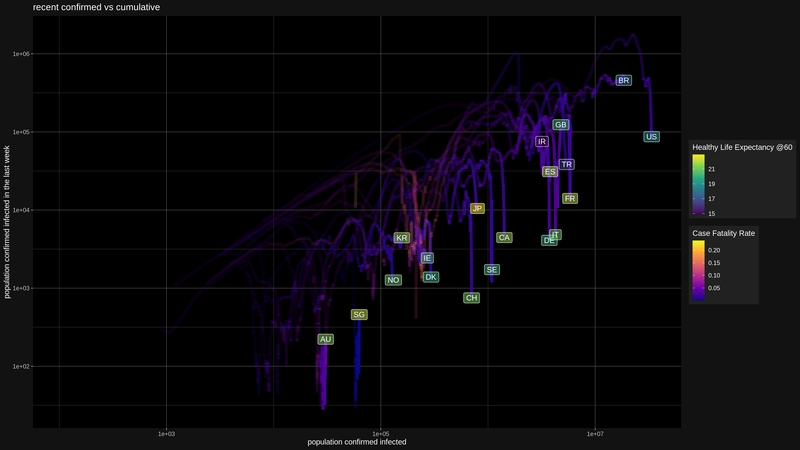 recent confirmed vs cumulative
1e+06
BR
GB
1e+05
US
IR
Healthy Life Expectancy @60
TR
21
ES
19
FR
17
JP
1e+04
15
population confirmed infected in the last week
IT
KR
CA
DE
Case Fatality Rate
IE
0.20
SE
0.15
DK
NO
0.10
1e+03
CH
0.05
SG
AU
1e+02
1e+03
1e+05
1e+07
population confirmed infected